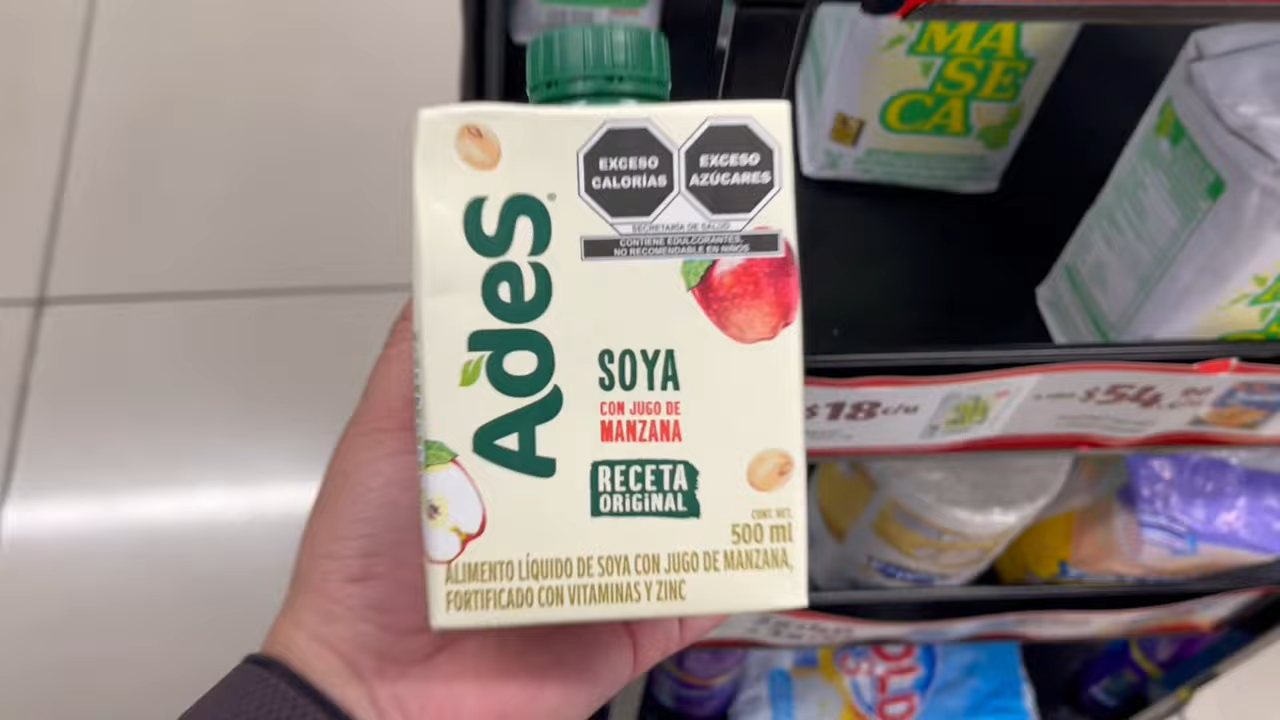 EXCESO
CALORÍAS
EXCESO
AZÚCARES
SECRETARÍA DE SALUD
CONTIENE EDULCORANTES,
NO RECOMENDABLE EN NIÑOS
AdeS
SOYA
CON JUGO DE
MANZANA
RECETA
ORIGINAL
CONT. NET.
500 ml
ALIMENTO LÍQUIDO DE SOYA CON JUGO DE MANZANA,
FORTIFICADO CON VITAMINAS Y ZINC
MA
SE
CA
$18 c/u
$54